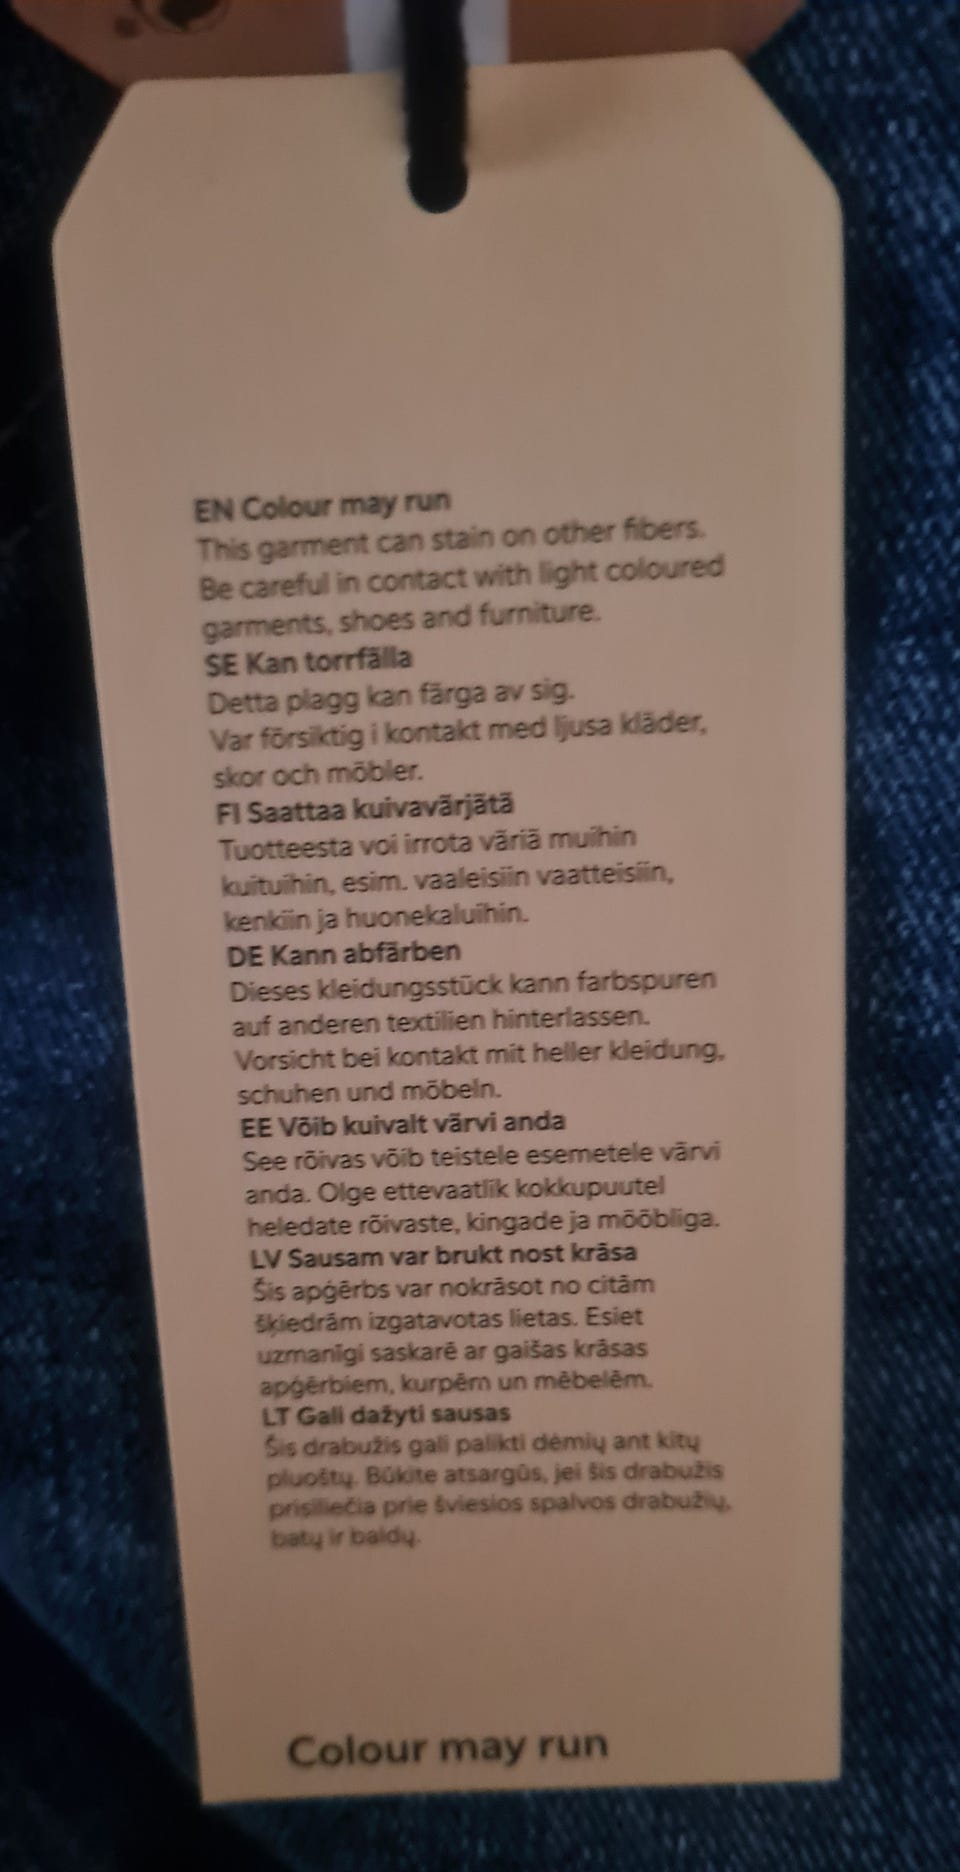 EN Colour may run
This garment can stain on other fibers.
Be careful in contact with light coloured
garments, shoes and furniture.
SE Kan torrfälla
Detta plagg kan färga av sig.
Var försiktig i kontakt med ljusa kläder,
skor och möbler.
FI Saattaa kuivavärjätä
Tuotteesta voi irrota väriä muihin
kuituihin, esim. vaaleisiin vaatteisiin,
kenkiin ja huonekaluihin.
DE Kann abfärben
Dieses kleidungsstück kann farbspuren
auf anderen textilien hinterlassen.
Vorsicht bei kontakt mit heller kleidung,
schuhen und möbeln.
EE Võib kuivalt värvi anda
See rõivas võib teistele esemetele värvi
anda. Olge ettevaatlik kokkupuutel
heledate rõivaste, kingade ja mööbliga.
LV Sausam var brukt nost krāsa
Šis apģērbs var nokrāsot no citām
šķiedrām izgatavotas lietas. Esiet
uzmanīgi saskarē ar gaišas krāsas
apģērbiem, kurpēm un mēbelēm.
LT Gali dažyti sausas
Šis drabužis gali palikti dėmių ant kitų
pluoštų. Būkite atsargūs, jei šis drabužis
prisiliečia prie šviesios spalvos drabužių,
batų ir baldų.
Colour may run